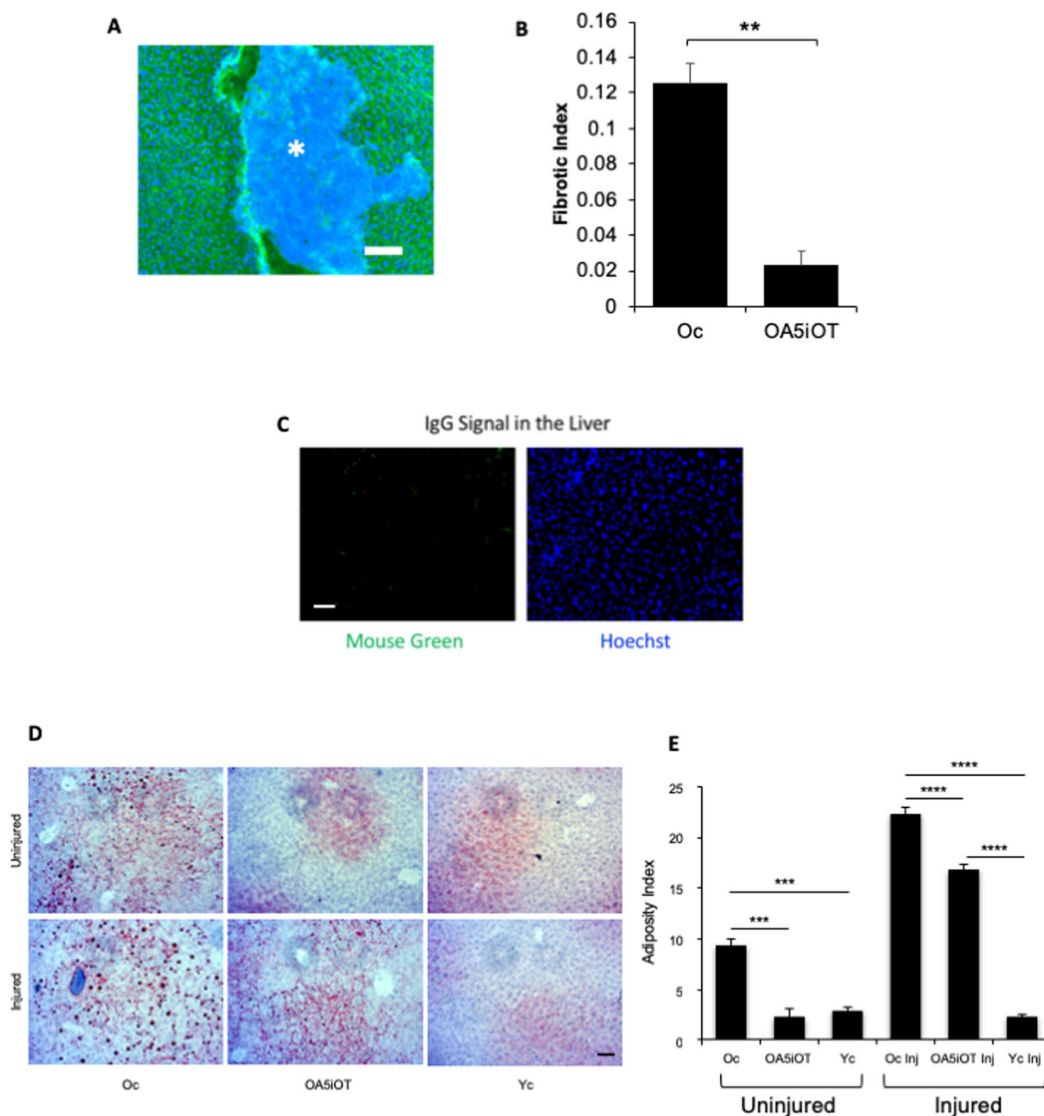 A
*
B
**
0.16
0.14
0.12
0.1
0.08
0.06
0.04
0.02
0
Fibrotic Index
Oc
OA5iOT
C
IgG Signal in the Liver
Mouse Green
Hoechst
D
Uninjured
Injured
Oc
OA5iOT
Yc
E
25
20
15
10
5
0
Adiposity Index
***
***
****
****
****
Oc
OA5iOT
Yc
Oc Inj
OA5iOT Inj
Yc Inj
Uninjured
Injured